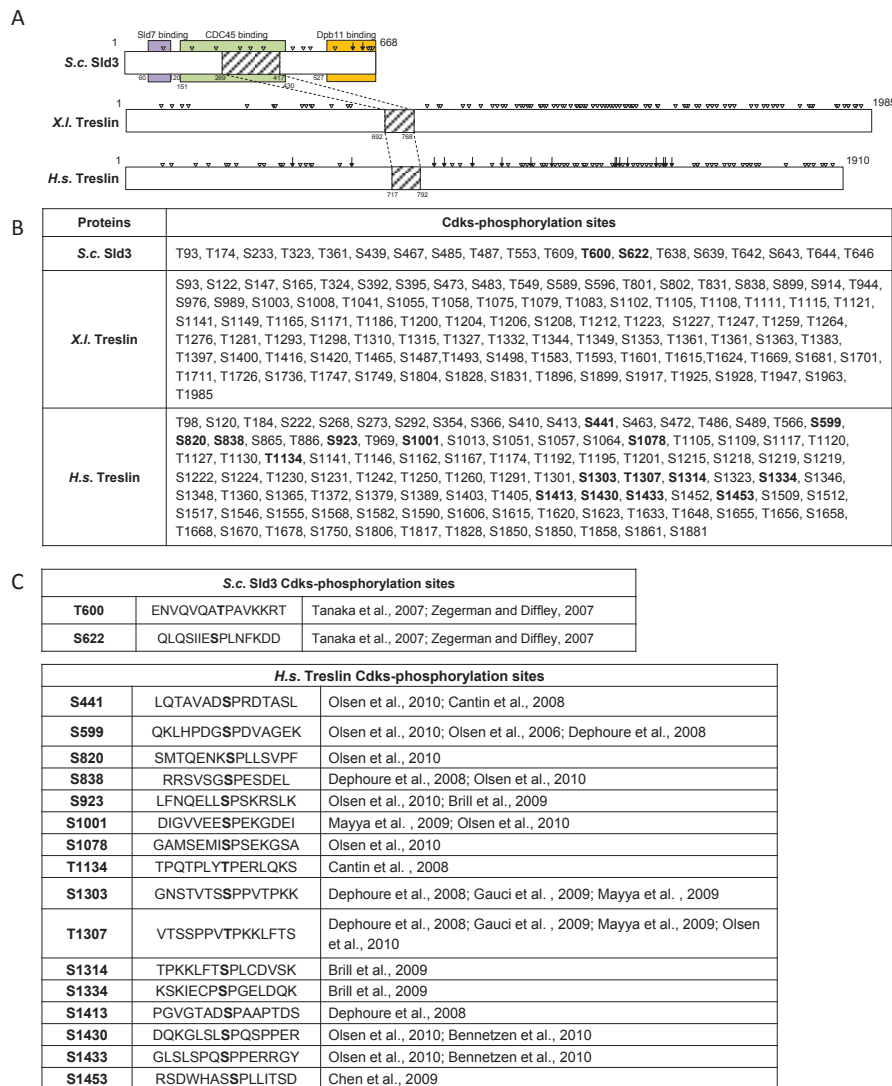 A
Sld7 binding CDC45 binding Dpb11 binding
1 668
S.c. Sld3
60 120 269 417 527
151 430
1 1985
X.l. Treslin
692 768
1 1910
H.s. Treslin
717 792
B
Proteins Cdks-phosphorylation sites
S.c. Sld3 T93, T174, S233, T323, T361, S439, S467, S485, T487, T553, T609, T600, S622, T638, S639, T642, S643, T644, T646
X.l. Treslin
S93, S122, S147, S165, T324, S392, S395, S473, S483, T549, S589, S596, T801, S802, T831, S838, S899, S914, T944,
S976, S989, S1003, S1008, T1041, S1055, T1058, T1075, T1079, T1083, S1102, T1105, T1108, T1111, T1115, T1121,
S1141, S1149, T1165, S1171, T1186, T1200, T1204, T1206, S1208, T1212, T1223, S1227, T1247, T1259, T1264,
T1276, T1281, T1293, T1298, T1310, T1315, T1327, T1332, T1344, T1349, S1353, T1361, T1361, S1363, T1383,
T1397, S1400, T1416, S1420, T1465, S1487,T1493, S1498, T1583, T1593, T1601, T1615,T1624, T1669, S1681, S1701,
T1711, T1726, S1736, T1747, S1749, S1804, S1828, S1831, T1896, S1899, S1917, T1925, S1928, T1947, S1963,
T1985
H.s. Treslin
T98, S120, T184, S222, S268, S273, S292, S354, S366, S410, S413, S441, S463, S472, T486, S489, T566, S599,
S820, S838, S865, T886, S923, T969, S1001, S1013, S1051, S1057, S1064, S1078, T1105, S1109, S1117, T1120,
T1127, T1130, T1134, S1141, T1146, S1162, S1167, T1174, T1192, T1195, T1201, S1215, S1218, S1219, S1219,
S1222, S1224, T1230, S1231, T1242, T1250, T1260, T1291, T1301, S1303, T1307, S1314, S1323, S1334, S1346,
S1348, T1360, S1365, T1372, S1379, S1389, S1403, T1405, S1413, S1430, S1433, S1452, S1453, S1509, S1512,
S1517, S1546, S1555, S1568, S1582, S1590, S1606, S1615, T1620, S1623, T1633, T1648, S1655, T1656, S1658,
T1668, S1670, T1678, S1750, S1806, T1817, T1828, S1850, S1850, T1858, S1861, S1881
C
S.c. Sld3 Cdks-phosphorylation sites
T600 ENVQVQATPAVKKRT Tanaka et al., 2007; Zegerman and Diffley, 2007
S622 QLQSIIESPLNFKDD Tanaka et al., 2007; Zegerman and Diffley, 2007
H.s. Treslin Cdks-phosphorylation sites
S441 LQTAVADSPRDTASL Olsen et al., 2010; Cantin et al., 2008
S599 QKLHPDGSPDVAGEK Olsen et al., 2010; Olsen et al., 2006; Dephoure et al., 2008
S820 SMTQENKSPLLSVPF Olsen et al., 2010
S838 RRSVSGSPESDEL Dephoure et al., 2008; Olsen et al., 2010
S923 LFNQELLSPSKRSLK Olsen et al., 2010; Brill et al., 2009
S1001 DIGVVEESPEKGDEI Mayya et al. , 2009; Olsen et al., 2010
S1078 GAMSEMISPSEKGSA Olsen et al., 2010
T1134 TPQTPLYTPERLQKS Cantin et al., 2008
S1303 GNSTVTSSPPVTPKK Dephoure et al., 2008; Gauci et al. , 2009; Mayya et al. , 2009
T1307 VTSSPPVTPKKLFTS Dephoure et al., 2008; Gauci et al. , 2009; Mayya et al., 2009; Olsen
et al., 2010
S1314 TPKKLFTSPLCDVSK Brill et al., 2009
S1334 KSKIECPSPGELDQK Brill et al., 2009
S1413 PGVGTADSPAAPTDS Dephoure et al., 2008
S1430 DQKGLSLSPQSPPER Olsen et al., 2010; Bennetzen et al., 2010
S1433 GLSLSPQSPPERRGY Olsen et al., 2010; Bennetzen et al., 2010
S1453 RSDWHASSPLLITSD Chen et al., 2009